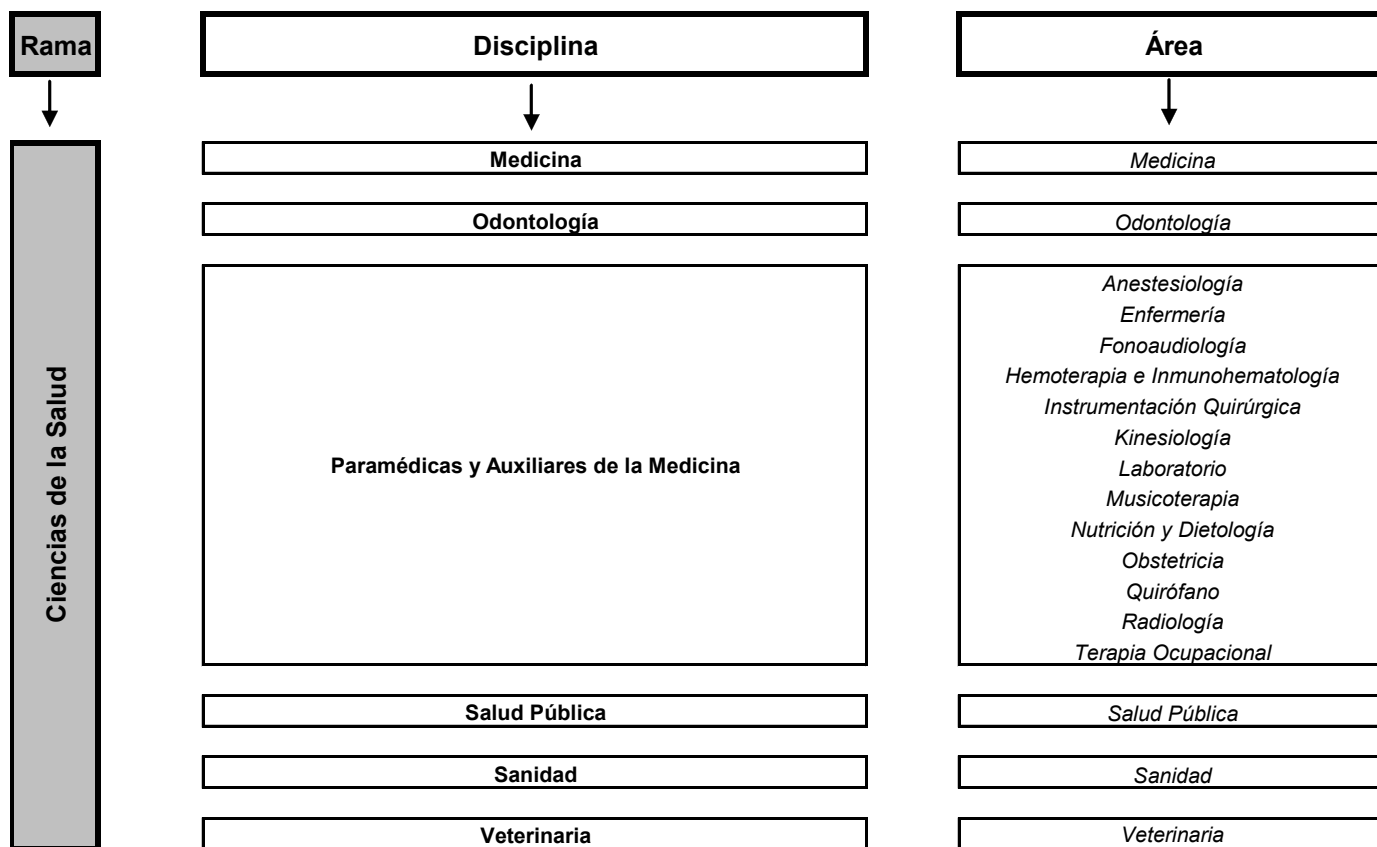 Rama
Disciplina
Área
Ciencias de la Salud
Medicina
Medicina
Odontología
Odontología
Paramédicas y Auxiliares de la Medicina
Anestesiología
Enfermería
Fonoaudiología
Hemoterapia e Inmunohematología
Instrumentación Quirúrgica
Kinesiología
Laboratorio
Musicoterapia
Nutrición y Dietología
Obstetricia
Quirófano
Radiología
Terapia Ocupacional
Salud Pública
Salud Pública
Sanidad
Sanidad
Veterinaria
Veterinaria